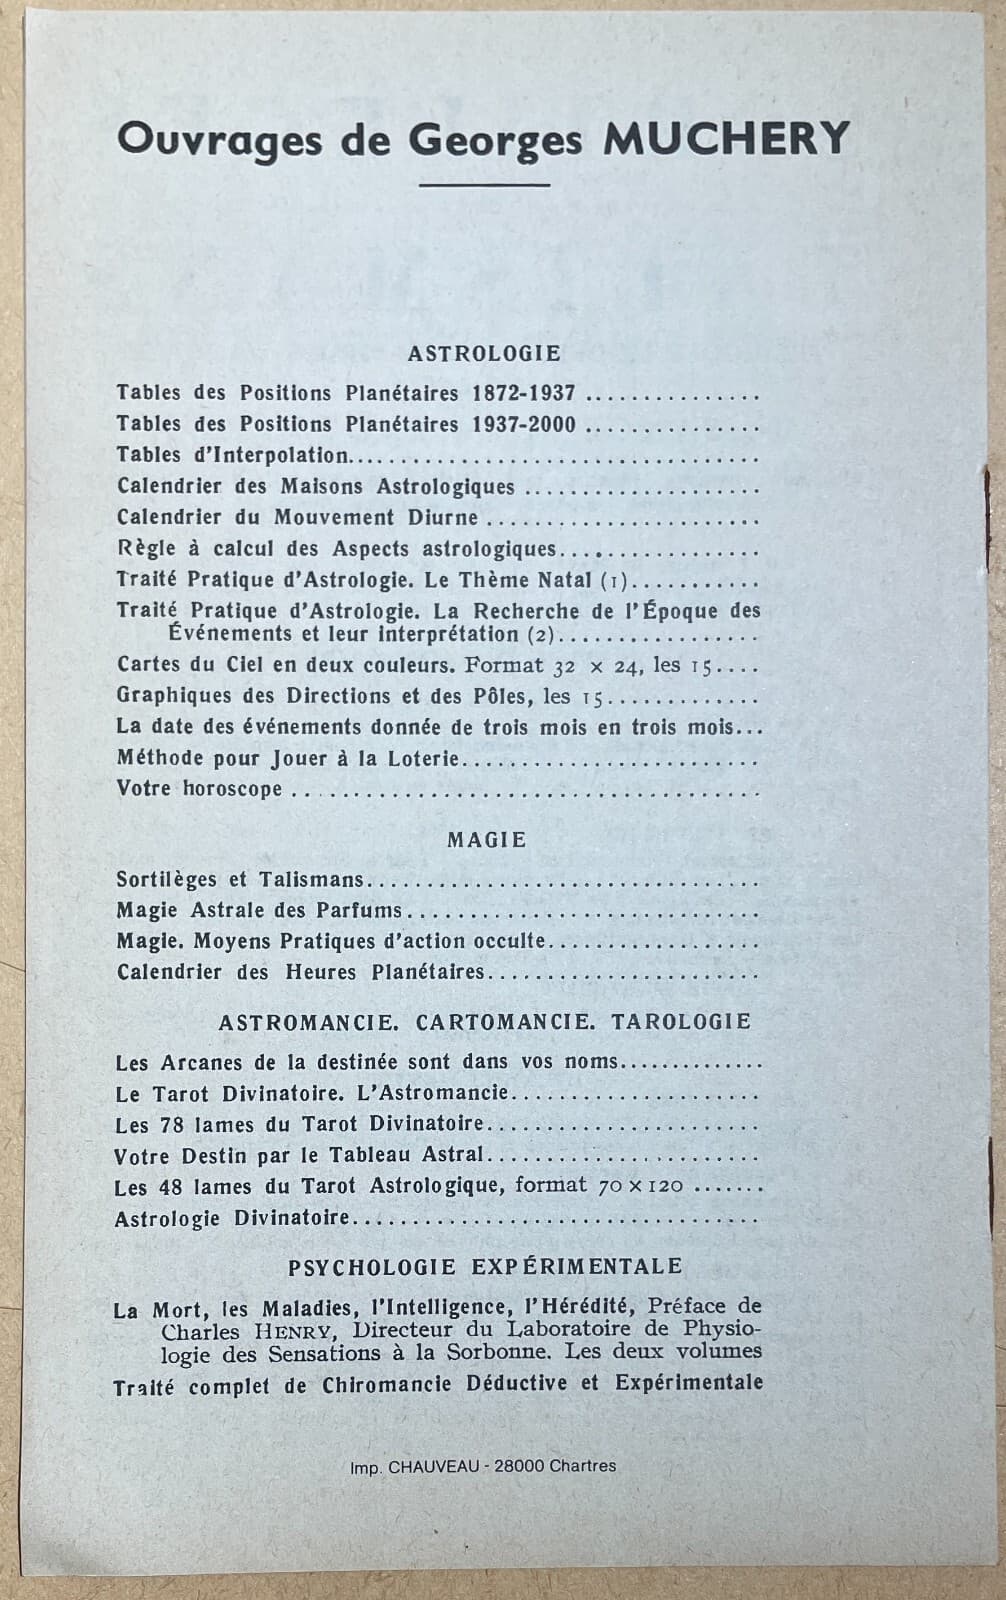 Ouvrages de Georges MUCHERY
ASTROLOGIE
Tables des Positions Planétaires 1872-1937 ...............
Tables des Positions Planétaires 1937-2000 ...............
Tables d'Interpolation...................................
Calendrier des Maisons Astrologiques ....................
Calendrier du Mouvement Diurne .......................
Règle à calcul des Aspects astrologiques.................
Traité Pratique d'Astrologie. Le Thème Natal (1)...........
Traité Pratique d'Astrologie. La Recherche de l'Époque des
Événements et leur interprétation (2).................
Cartes du Ciel en deux couleurs. Format 32 × 24, les 15....
Graphiques des Directions et des Pôles, les 15.............
La date des événements donnée de trois mois en trois mois...
Méthode pour Jouer à la Loterie.........................
Votre horoscope .......................................
MAGIE
Sortilèges et Talismans.................................
Magie Astrale des Parfums..............................
Magie. Moyens Pratiques d'action occulte..................
Calendrier des Heures Planétaires.......................
ASTROMANCIE. CARTOMANCIE. TAROLOGIE
Les Arcanes de la destinée sont dans vos noms............
Le Tarot Divinatoire. L'Astromancie.....................
Les 78 lames du Tarot Divinatoire.......................
Votre Destin par le Tableau Astral.......................
Les 48 lames du Tarot Astrologique, format 70 × 120 .......
Astrologie Divinatoire..................................
PSYCHOLOGIE EXPÉRIMENTALE
La Mort, les Maladies, l'Intelligence, l'Hérédité, Préface de
Charles HENRY, Directeur du Laboratoire de Physio-
logie des Sensations à la Sorbonne. Les deux volumes
Traité complet de Chiromancie Déductive et Expérimentale
Imp. CHAUVEAU - 28000 Chartres